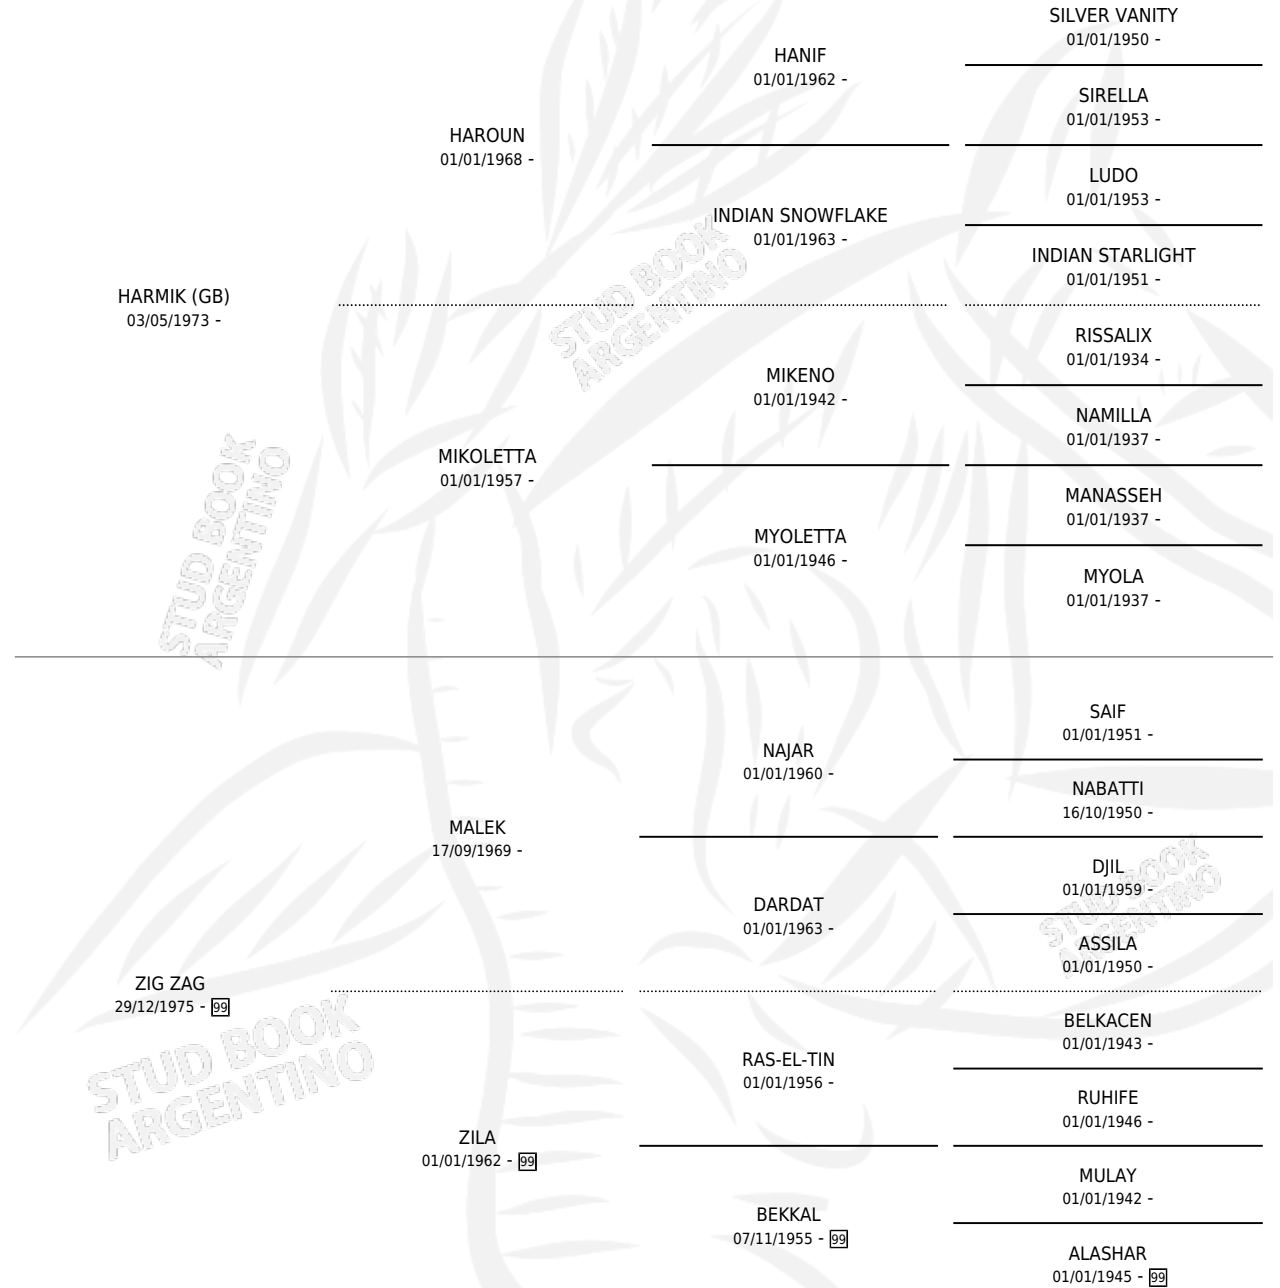 SILVER VANITY
01/01/1950 -
HANIF
01/01/1962 -
SIRELLA
01/01/1953 -
HAROUN
01/01/1968 -
LUDO
01/01/1953 -
INDIAN SNOWFLAKE
01/01/1963 -
INDIAN STARLIGHT
01/01/1951 -
HARMIK (GB)
03/05/1973 -
RISSALIX
01/01/1934 -
MIKENO
01/01/1942 -
NAMILLA
01/01/1937 -
MIKOLETTA
01/01/1957 -
MANASSEH
01/01/1937 -
MYOLETTA
01/01/1946 -
MYOLA
01/01/1937 -
STUD BOOK
ARGENTINO
STUD BOOK
ARGENTINO
SAIF
01/01/1951 -
NAJAR
01/01/1960 -
NABATTI
16/10/1950 -
MALEK
17/09/1969 -
DJIL
01/01/1959 -
DARDAT
01/01/1963 -
ASSILA
01/01/1950 -
ZIG ZAG
29/12/1975 - 99
BELKACEN
01/01/1943 -
RAS-EL-TIN
01/01/1956 -
RUHIFE
01/01/1946 -
ZILA
01/01/1962 - 99
MULAY
01/01/1942 -
BEKKAL
07/11/1955 - 99
ALASHAR
01/01/1945 - 99
STUD BOOK
ARGENTINO
STUD BOOK
ARGENTINO